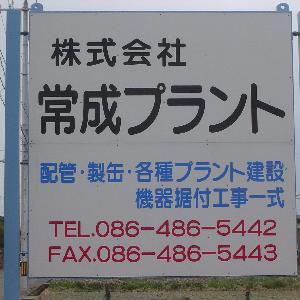 株式会社
常成プラント
配管・製缶・各種プラント建設
機器据付工事一式
TEL.086-486-5442
FAX.086-486-5443